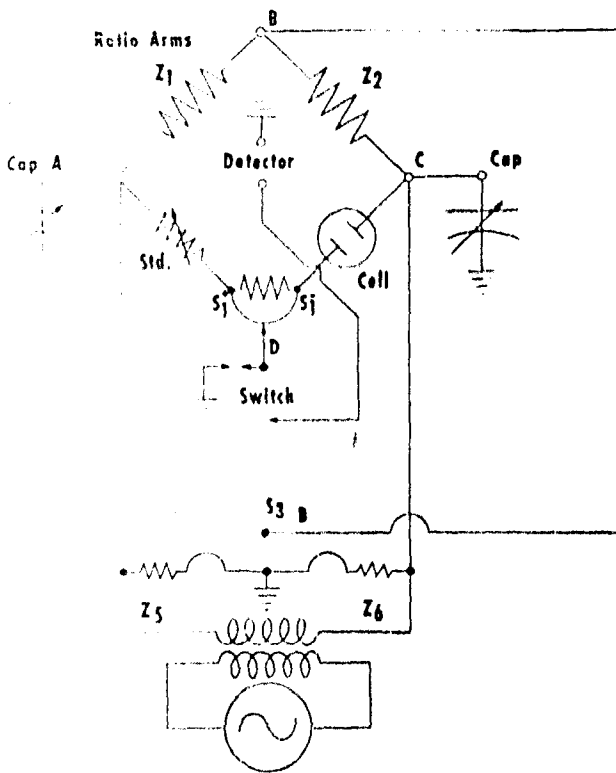 B
Ratio Arms
Z1
Z2
Cap A
Detector
C
Cap
Std.
Cell
S1
S1
D
Switch
S3 B
Z5
Z6